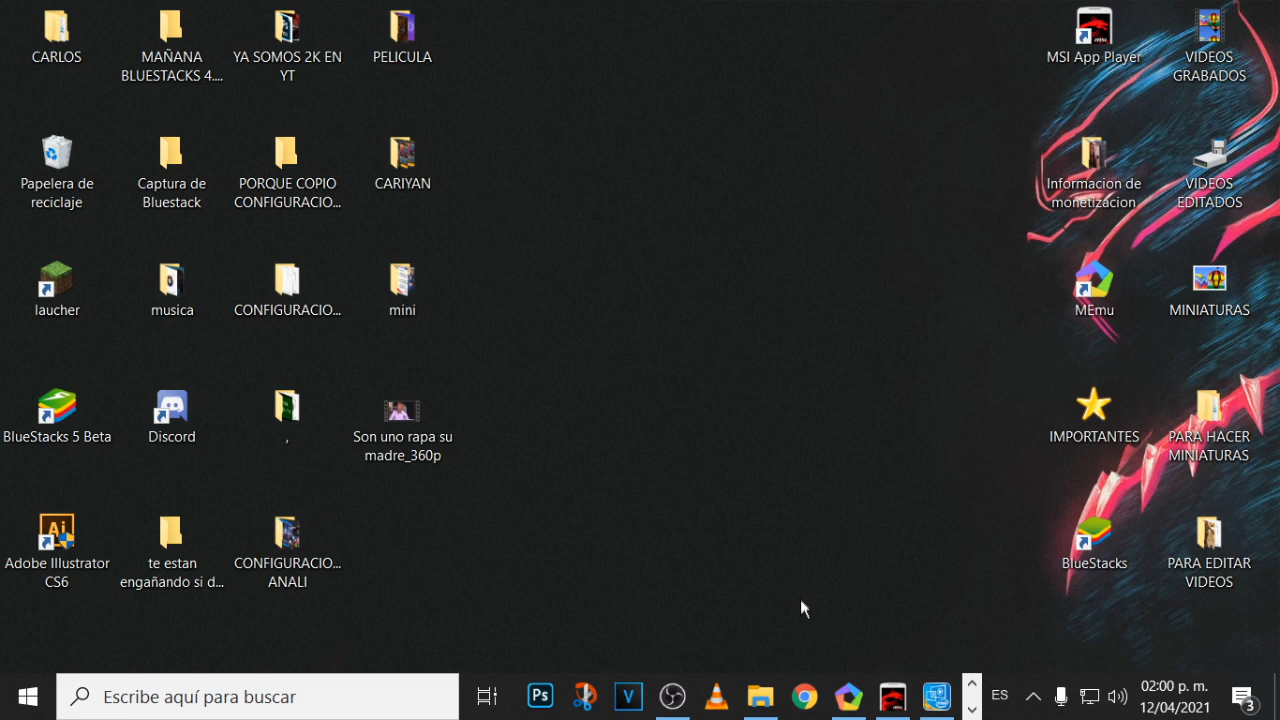 CARLOS
MAÑANA
BLUESTACKS 4....
YA SOMOS 2K EN
YT
PELICULA
MSI App Player
VIDEOS
GRABADOS
Papelera de
reciclaje
Captura de
Bluestack
PORQUE COPIO
CONFIGURACIO...
CARIYAN
Informacion de
monetizacion
VIDEOS
EDITADOS
laucher
musica
CONFIGURACIO...
mini
MEmu
MINIATURAS
BlueStacks 5 Beta
Discord
,
Son uno rapa su
madre_360p
IMPORTANTES
PARA HACER
MINIATURAS
Ai
Adobe Illustrator
CS6
te estan
engañando si d...
CONFIGURACIO...
ANALI
BlueStacks
PARA EDITAR
VIDEOS
Escribe aquí para buscar
Ps
V
ES
02:00 p. m.
12/04/2021
3